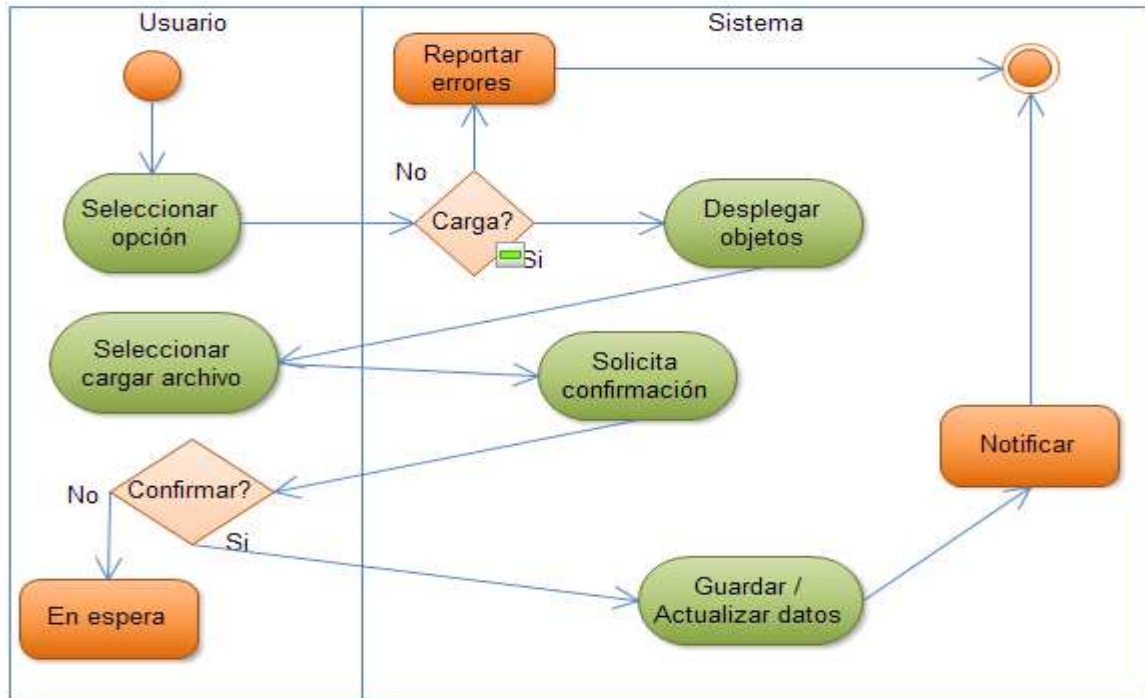 Usuario
Sistema
Reportar
errores
No
Seleccionar
opción
Carga?
Si
Desplegar
objetos
Seleccionar
cargar archivo
Solicita
confirmación
Notificar
No
Confirmar?
Si
En espera
Guardar /
Actualizar datos